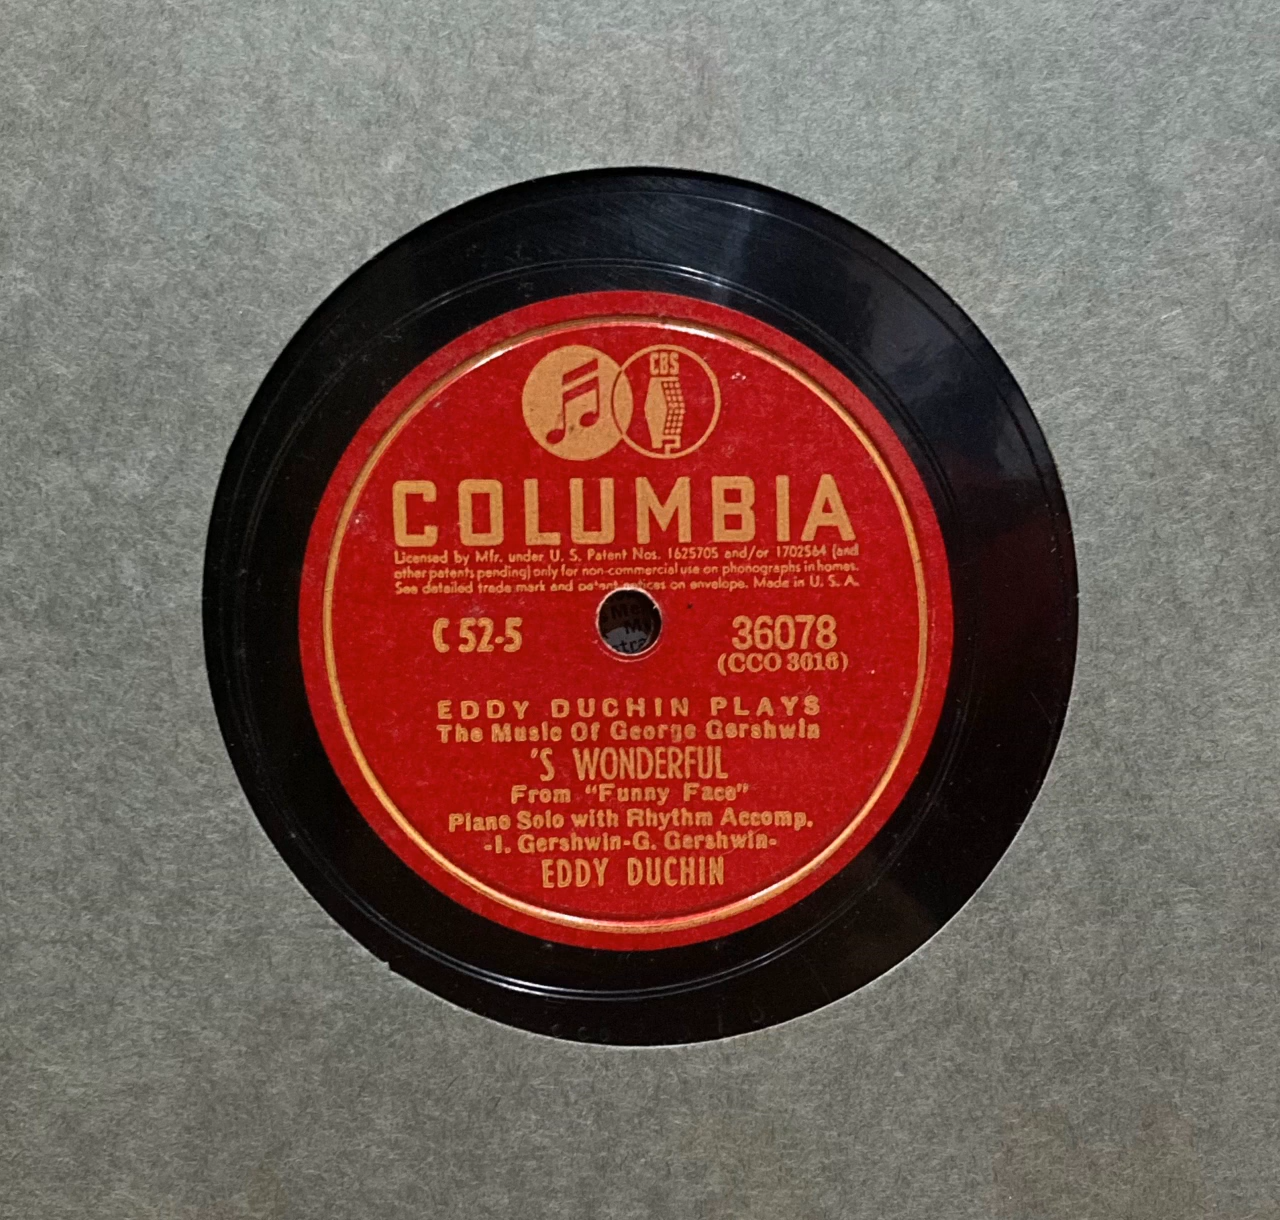 CBS
COLUMBIA
Licensed by Mfr. under U. S. Patent Nos. 1625705 and/or 1702564 (and
other patents pending) only for non-commercial use on phonographs in homes.
See detailed trade mark and patent notices on envelope. Made in U. S. A.
C 52-5
36078
(CCO 3016)
EDDY DUCHIN PLAYS
The Music Of George Gershwin
'S WONDERFUL
From "Funny Face"
Piano Solo with Rhythm Accomp.
-I. Gershwin-G. Gershwin-
EDDY DUCHIN